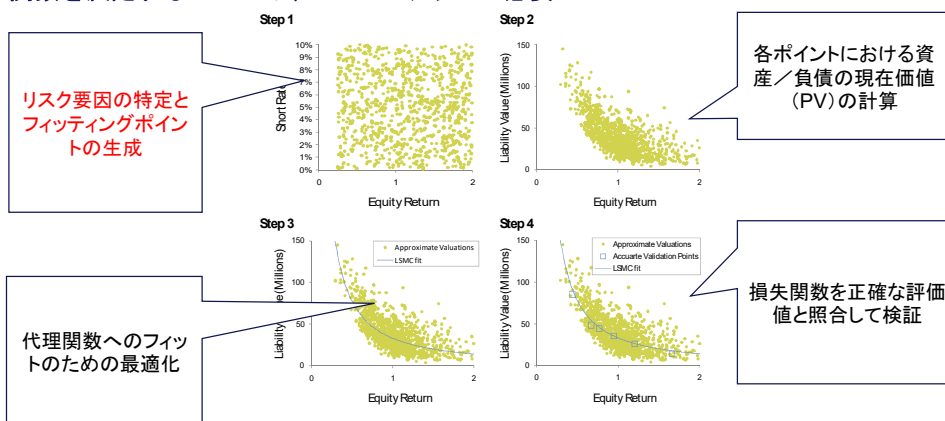 Step 1
Step 2
リスク要因の特定と
フィッティングポイン
トの生成
10%
9%
8%
7%
6%
5%
4%
3%
2%
1%
0%
0
1
2
Equity Return
Liability Value (Millions)
150
100
50
0
0
1
2
Equity Return
各ポイントにおける資
産／負債の現在価値
（PV）の計算
Step 3
Step 4
代理関数へのフィッ
トのための最適化
150
100
50
0
Approximate Valuations
LSMC fit
0
1
2
Equity Return
Liability Value (Millions)
150
100
50
0
Approximate Valuations
Accuarte Validation Points
LSMC fit
0
1
2
Equity Return
損失関数を正確な評価
値と照合して検証